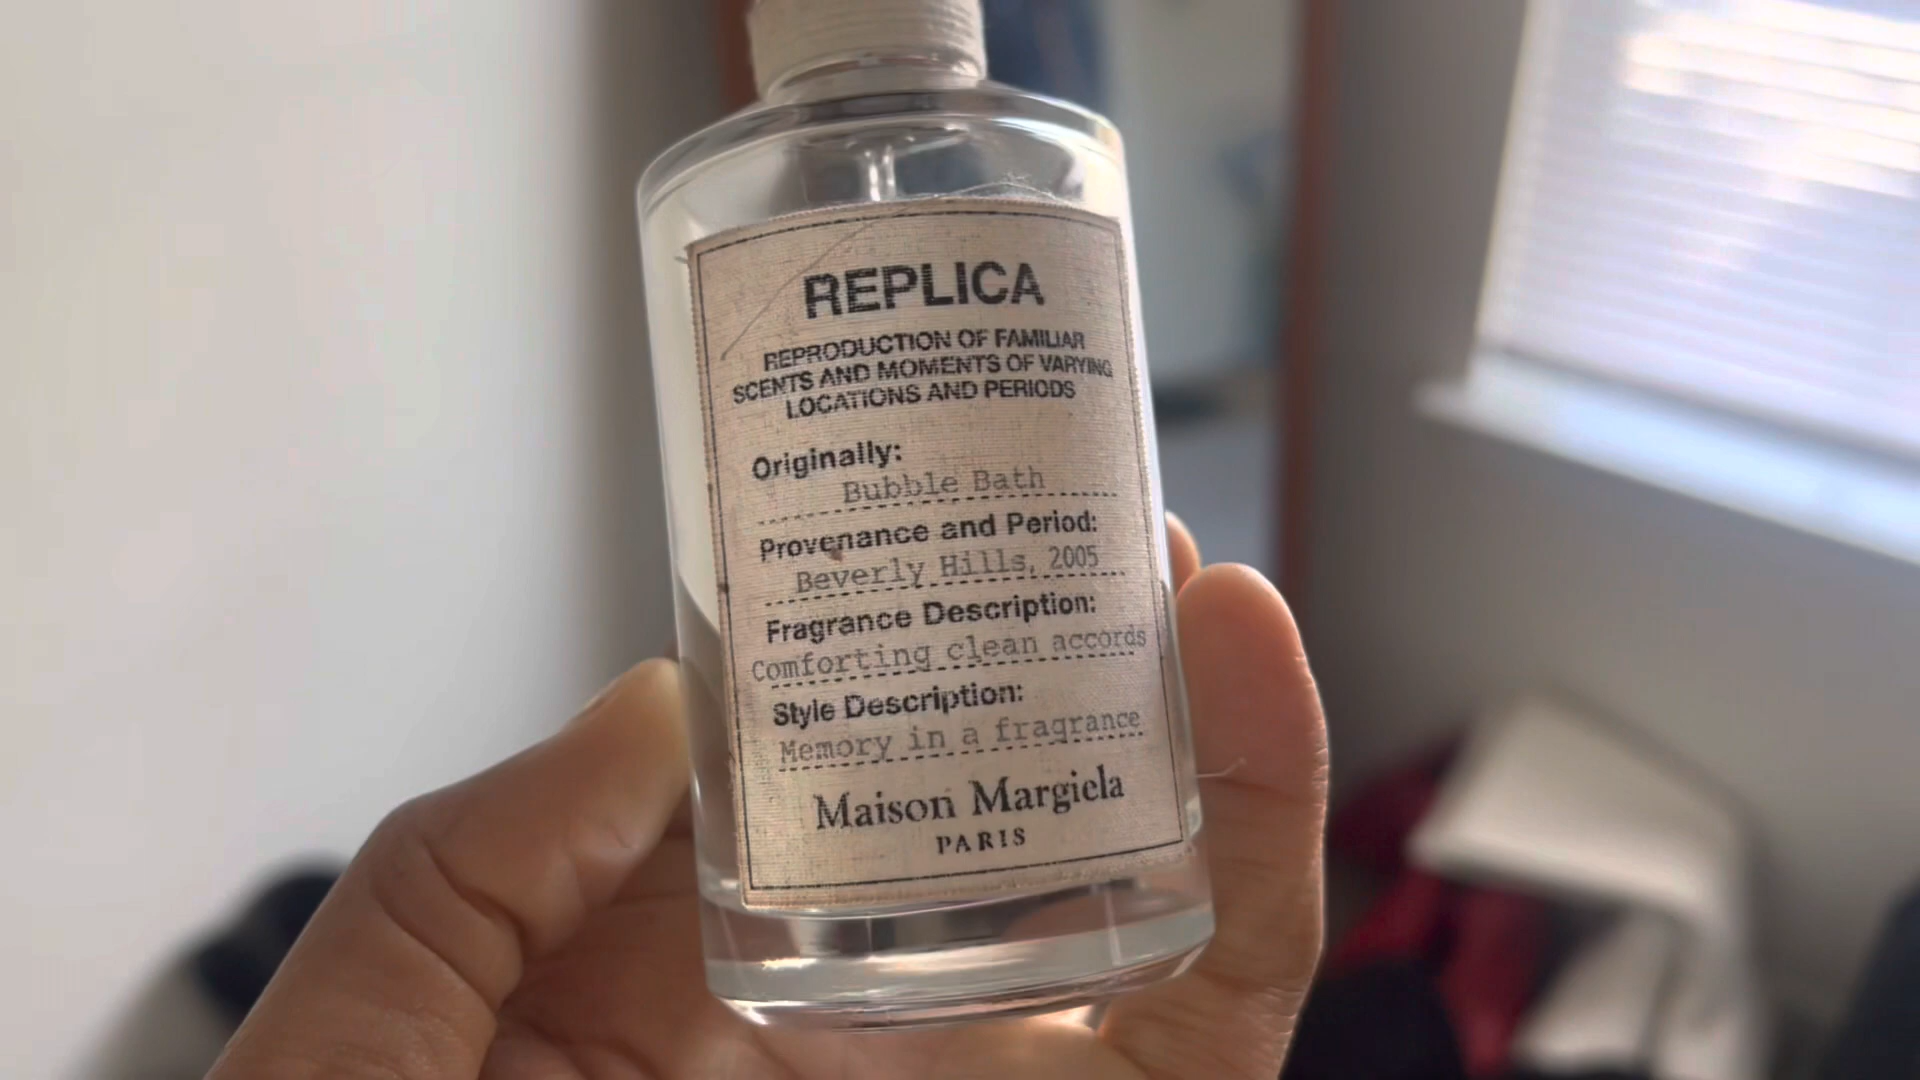 REPLICA
REPRODUCTION OF FAMILIAR
SCENTS AND MOMENTS OF VARYING
LOCATIONS AND PERIODS
Originally:
Bubble Bath
Provenance and Period:
Beverly Hills, 2005
Fragrance Description:
Comforting clean accords
Style Description:
Memory in a fragrance
Maison Margiela
PARIS